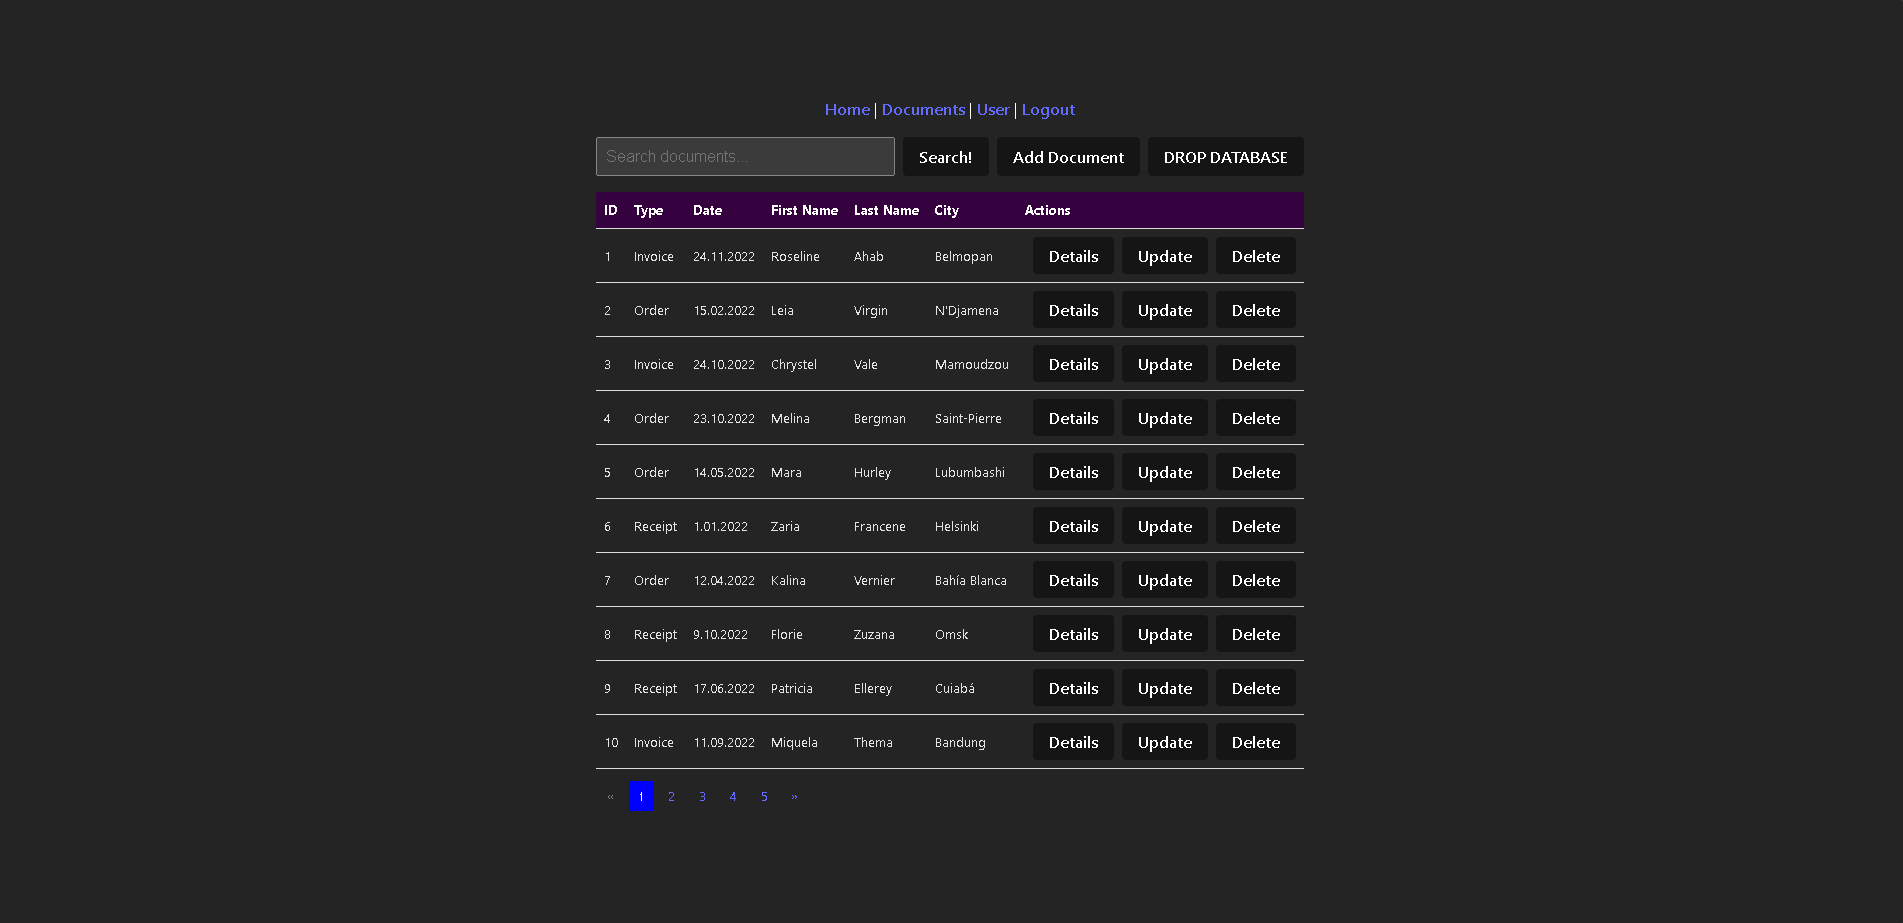 Home | Documents | User | Logout
Search documents... Search! Add Document DROP DATABASE
ID Type Date First Name Last Name City Actions
1 Invoice 24.11.2022 Roseline Ahab Belmopan Details Update Delete
2 Order 15.02.2022 Leia Virgin N'Djamena Details Update Delete
3 Invoice 24.10.2022 Chrystel Vale Mamoudzou Details Update Delete
4 Order 23.10.2022 Melina Bergman Saint-Pierre Details Update Delete
5 Order 14.05.2022 Mara Hurley Lubumbashi Details Update Delete
6 Receipt 1.01.2022 Zaria Francene Helsinki Details Update Delete
7 Order 12.04.2022 Kalina Vernier Bahía Blanca Details Update Delete
8 Receipt 9.10.2022 Florie Zuzana Omsk Details Update Delete
9 Receipt 17.06.2022 Patricia Ellerey Cuiabá Details Update Delete
10 Invoice 11.09.2022 Miquela Thema Bandung Details Update Delete
« 1 2 3 4 5 »